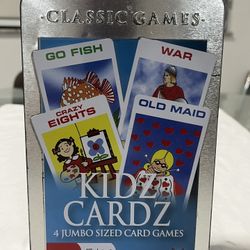 CLASSIC GAMES
GO FISH
WAR
CRAZY
EIGHTS
OLD MAID
KIDZ
CARDZ
4 JUMBO SIZED CARD GAMES